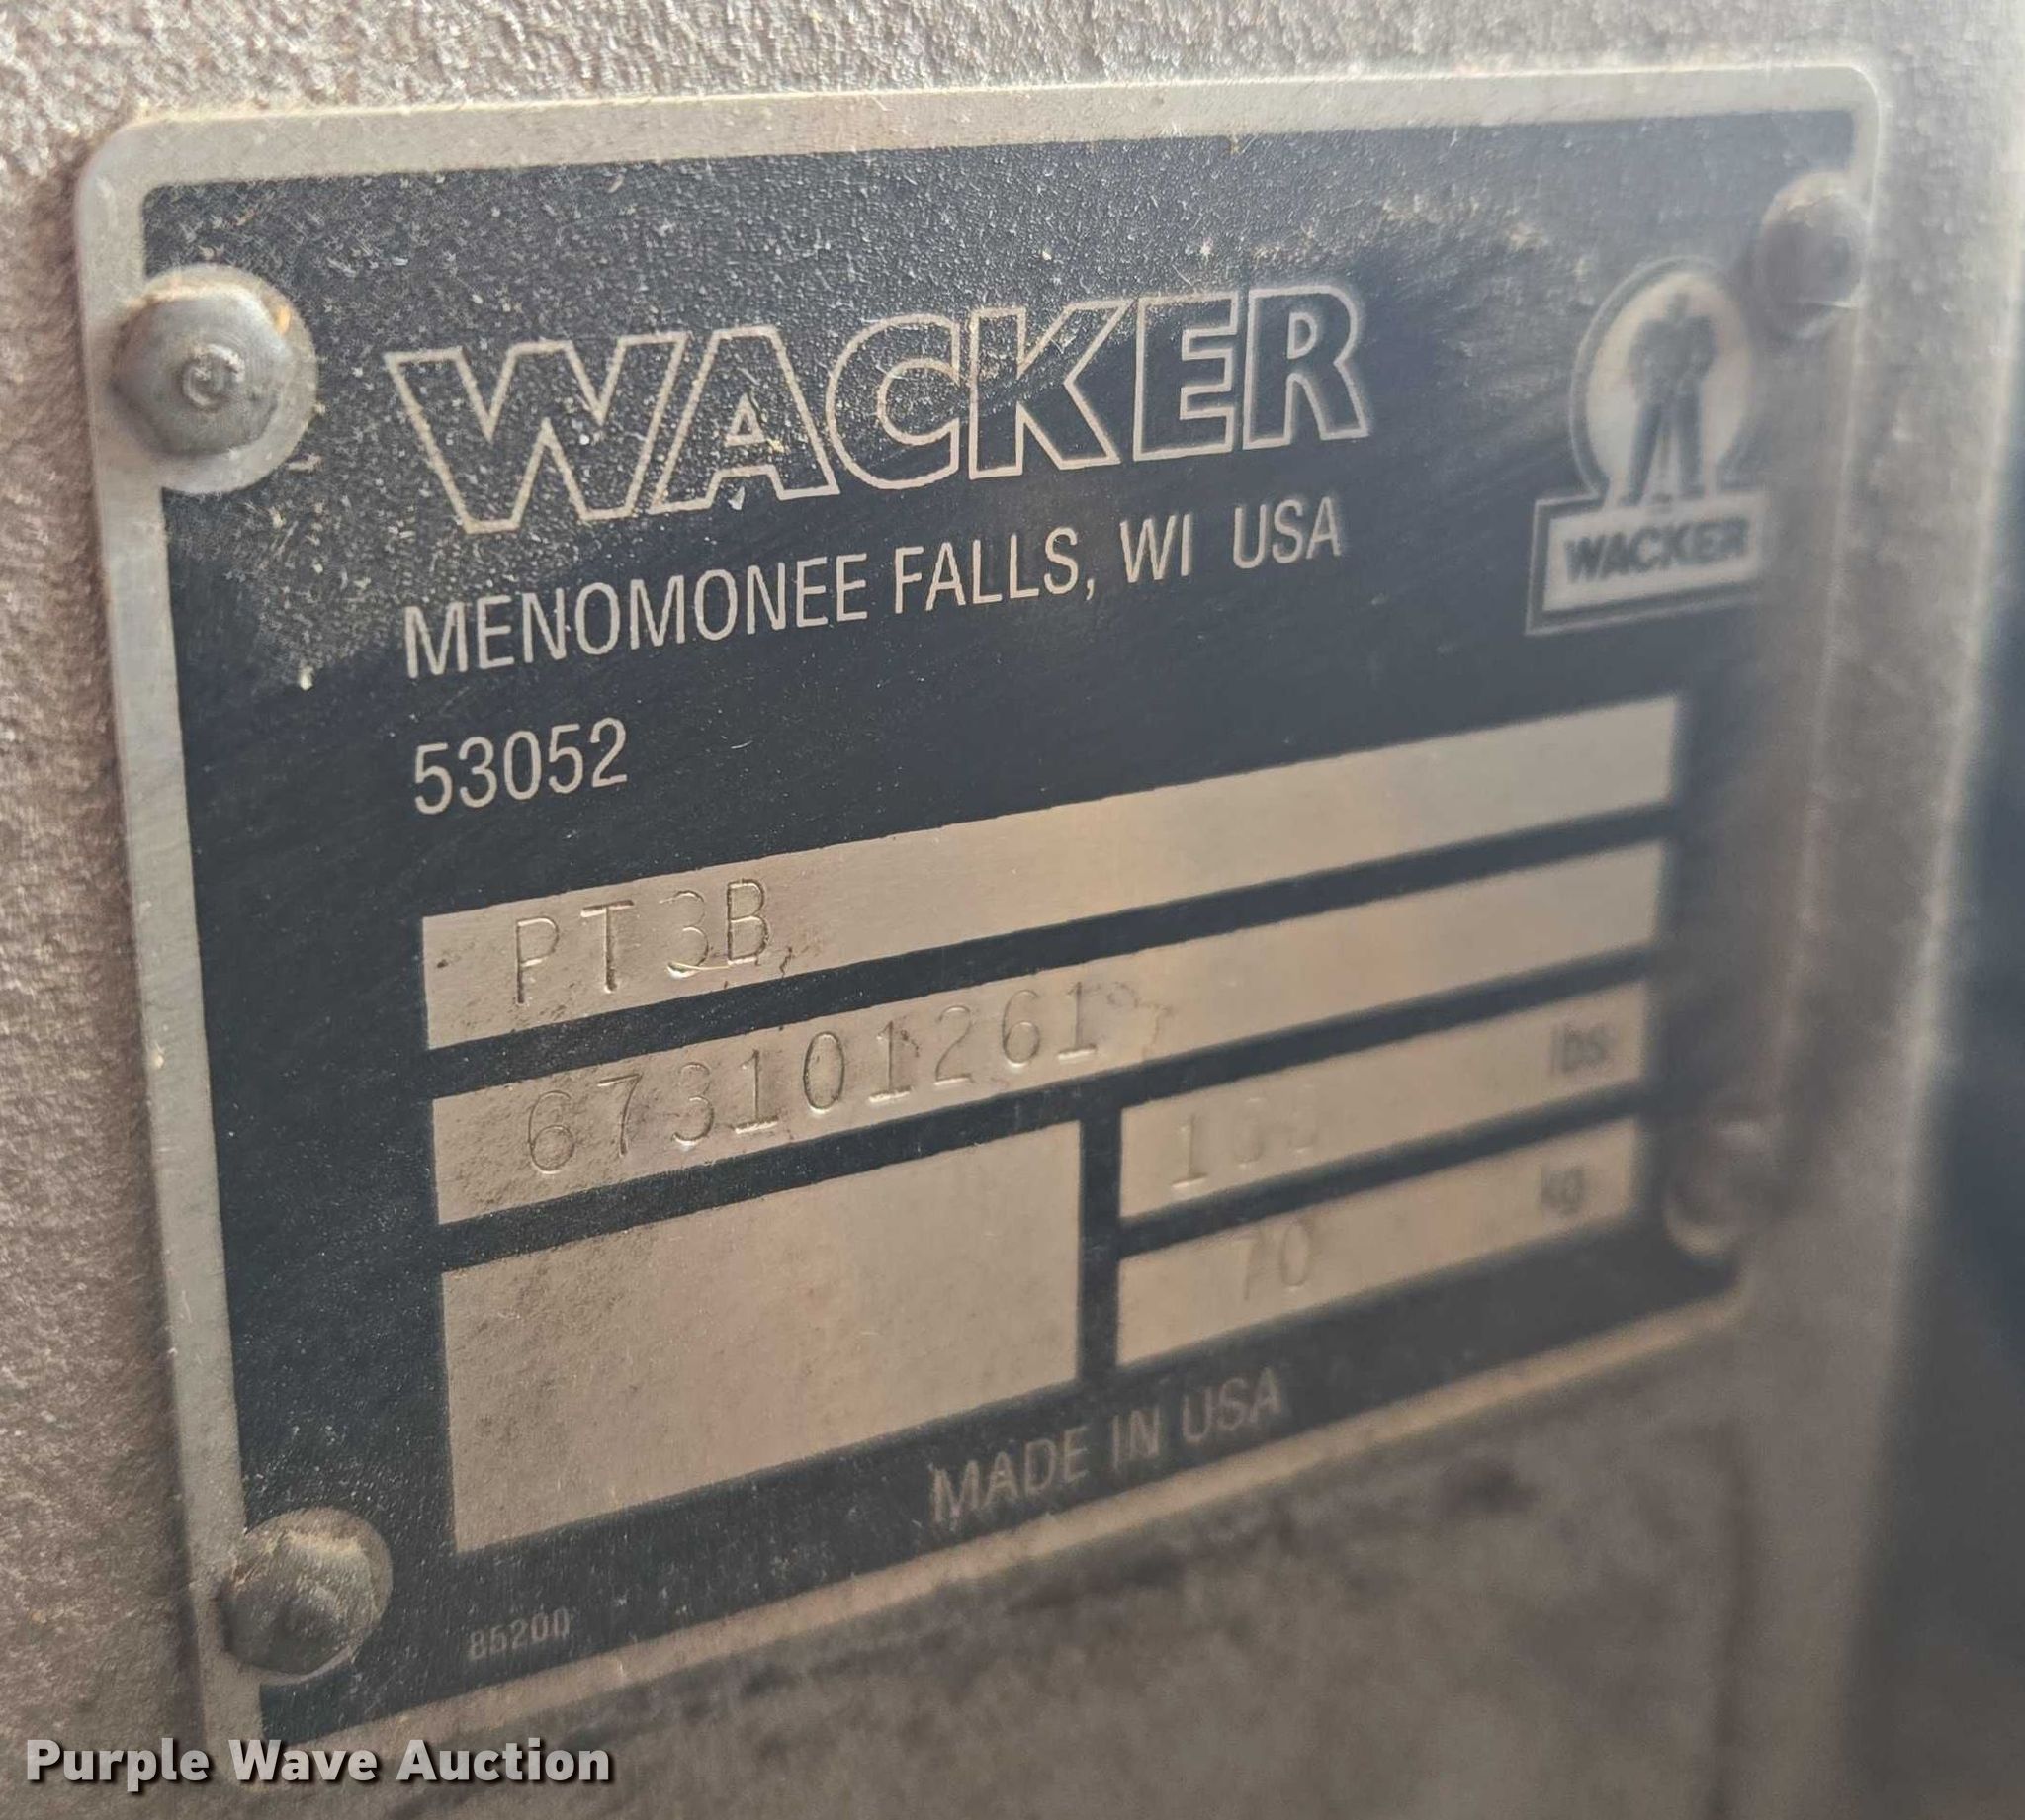 WACKER
MENOMONEE FALLS, WI USA
WACKER
53052
PT3B
673101261
lbs
70 kg
MADE IN USA
85200
Purple Wave Auction